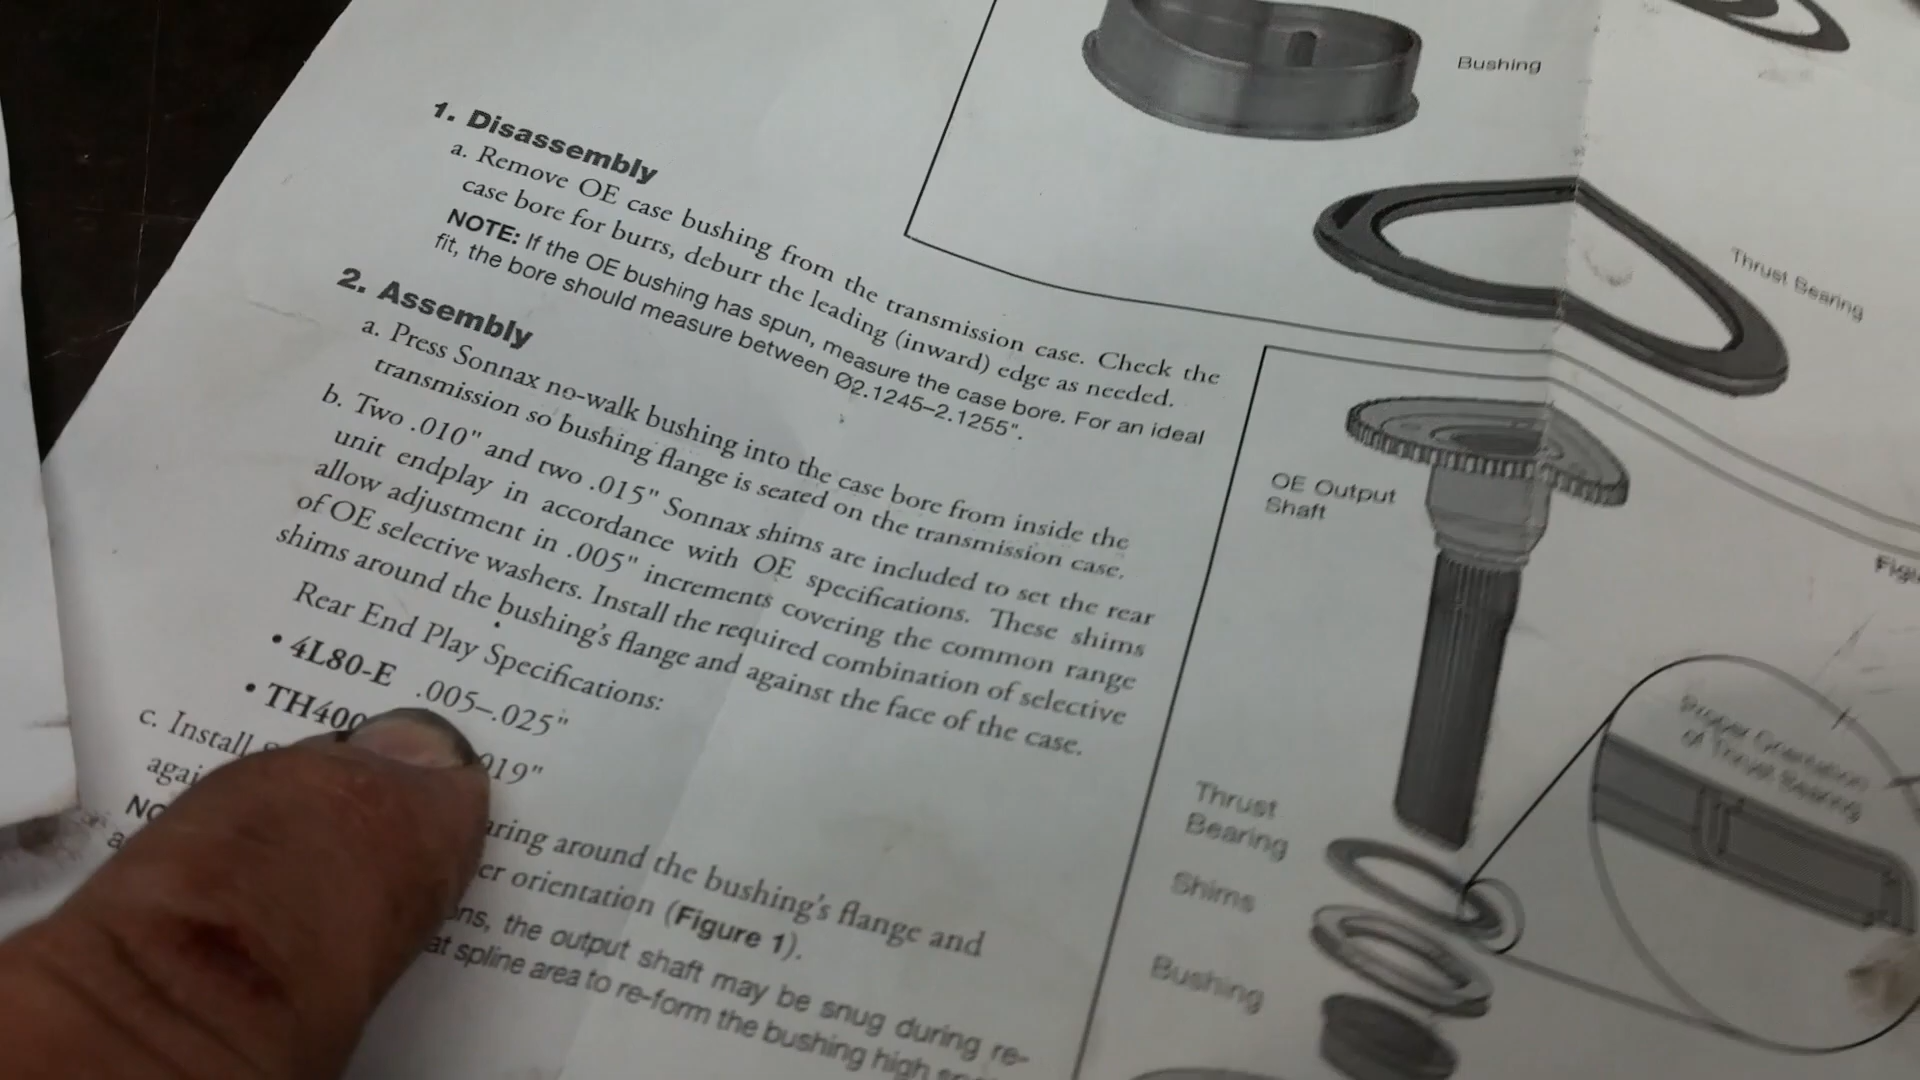 Bushing
Thrust Bearing
1. Disassembly
a. Remove OE case bushing from the transmission case. Check the
case bore for burrs, deburr the leading (inward) edge as needed.
NOTE: If the OE bushing has spun, measure the case bore. For an ideal
fit, the bore should measure between Ø2.1245–2.1255".
2. Assembly
a. Press Sonnax no-walk bushing into the case bore from inside the
transmission so bushing flange is seated on the transmission case.
b. Two .010" and two .015" Sonnax shims are included to set the rear
unit endplay in accordance with OE specifications. These shims
allow adjustment in .005" increments covering the common range
of OE selective washers. Install the required combination of selective
shims around the bushing's flange and against the face of the case.
Rear End Play Specifications:
• 4L80-E .005–.025"
• TH400 019"
c. Install
around the bushing's flange and
orientation (Figure 1).
the output shaft may be snug during re-
at spline area to re-form the bushing high
OE Output
Shaft
Thrust
Bearing
Shims
Bushing
Proper Orientation
of Thrust Bearing